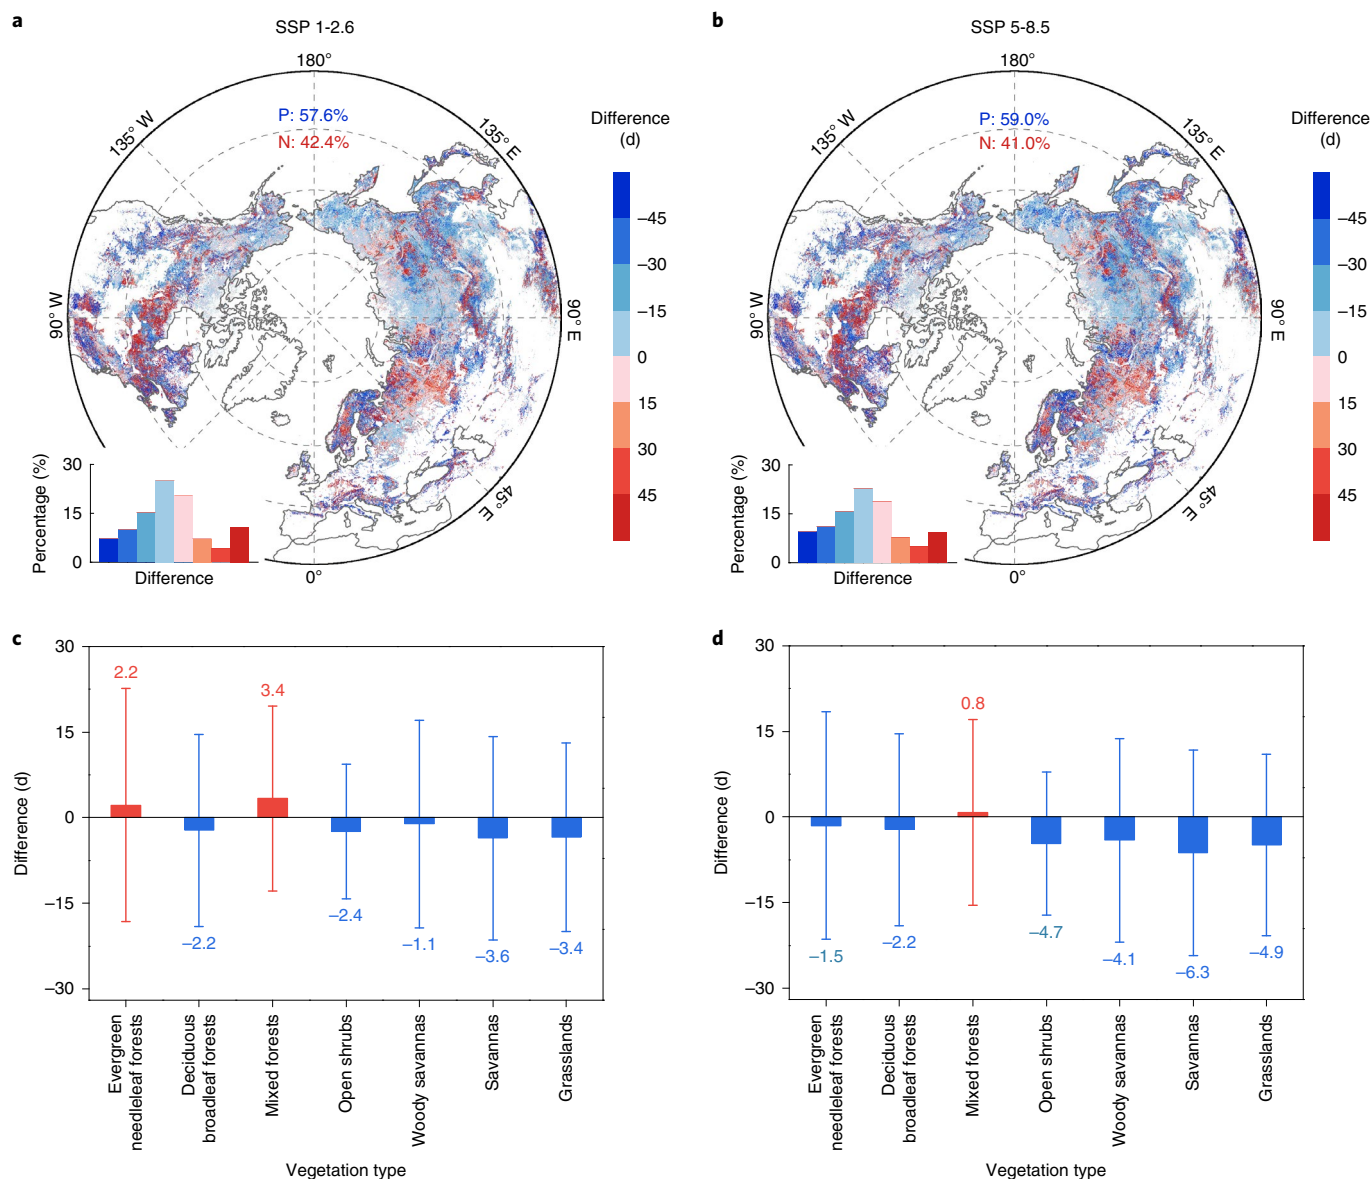 a
SSP 1-2.6
180°
135° W
135° E
P: 57.6%
N: 42.4%
90° W
90° E
45° E
0°
Difference
(d)
–45
–30
–15
0
15
30
45
Percentage (%)
30
15
0
Difference
b
SSP 5-8.5
180°
135° W
135° E
P: 59.0%
N: 41.0%
90° W
90° E
45° E
0°
Difference
(d)
–45
–30
–15
0
15
30
45
Percentage (%)
30
15
0
Difference
c
Difference (d)
30
15
0
–15
–30
2.2
–2.2
3.4
–2.4
–1.1
–3.6
–3.4
Evergreen
needleleaf forests
Deciduous
broadleaf forests
Mixed forests
Open shrubs
Woody savannas
Savannas
Grasslands
Vegetation type
d
Difference (d)
30
15
0
–15
–30
–1.5
–2.2
0.8
–4.7
–4.1
–6.3
–4.9
Evergreen
needleleaf forests
Deciduous
broadleaf forests
Mixed forests
Open shrubs
Woody savannas
Savannas
Grasslands
Vegetation type